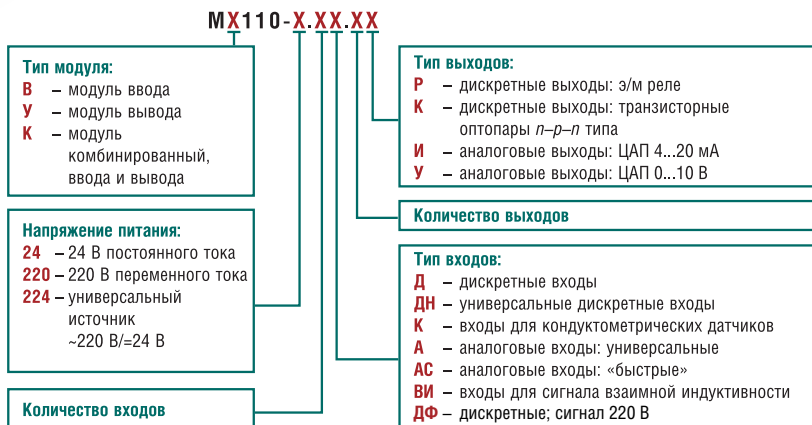 МХ110-Х.ХХ.ХХ
Тип модуля:
В – модуль ввода
У – модуль вывода
К – модуль
комбинированный,
ввода и вывода
Напряжение питания:
24 – 24 В постоянного тока
220 – 220 В переменного тока
224 – универсальный
источник
~220 В/=24 В
Количество входов
Тип выходов:
Р – дискретные выходы: э/м реле
К – дискретные выходы: транзисторные
оптопары n–p–n типа
И – аналоговые выходы: ЦАП 4...20 мА
У – аналоговые выходы: ЦАП 0...10 В
Количество выходов
Тип входов:
Д – дискретные входы
ДН – универсальные дискретные входы
К – входы для кондуктометрических датчиков
А – аналоговые входы: универсальные
АС – аналоговые входы: «быстрые»
ВИ – входы для сигнала взаимной индуктивности
ДФ – дискретные; сигнал 220 В